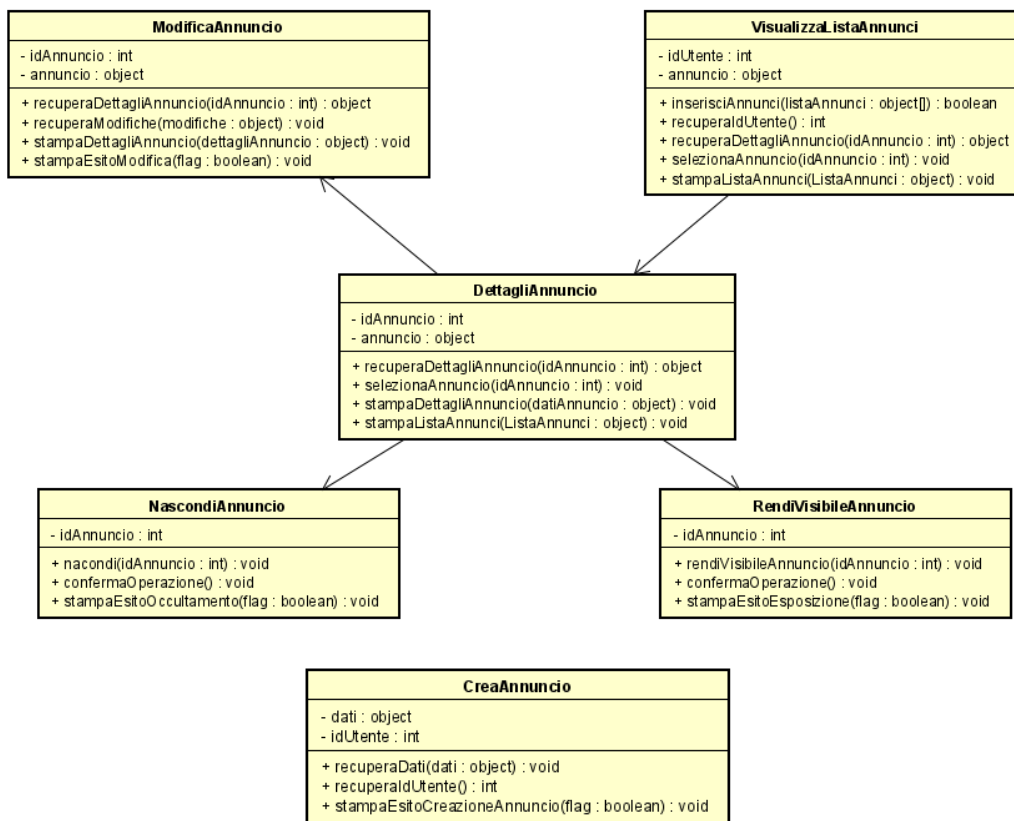 ModificaAnnuncio
- idAnnuncio : int
- annuncio : object
+ recuperaDettagliAnnuncio(idAnnuncio : int) : object
+ recuperaModifiche(modifiche : object) : void
+ stampaDettagliAnnuncio(dettagliAnnuncio : object) : void
+ stampaEsitoModifica(flag : boolean) : void
VisualizzaListaAnnunci
- idUtente : int
- annuncio : object
+ inserisciAnnunci(listaAnnunci : object[]) : boolean
+ recuperaIdUtente() : int
+ recuperaDettagliAnnuncio(idAnnuncio : int) : object
+ selezionaAnnuncio(idAnnuncio : int) : void
+ stampaListaAnnunci(ListaAnnunci : object) : void
DettagliAnnuncio
- idAnnuncio : int
- annuncio : object
+ recuperaDettagliAnnuncio(idAnnuncio : int) : object
+ selezionaAnnuncio(idAnnuncio : int) : void
+ stampaDettagliAnnuncio(datiAnnuncio : object) : void
+ stampaListaAnnunci(ListaAnnunci : object) : void
NascondiAnnuncio
- idAnnuncio : int
+ nacondi(idAnnuncio : int) : void
+ confermaOperazione() : void
+ stampaEsitoOccultamento(flag : boolean) : void
RendiVisibileAnnuncio
- idAnnuncio : int
+ rendiVisibileAnnuncio(idAnnuncio : int) : void
+ confermaOperazione() : void
+ stampaEsitoEsposizione(flag : boolean) : void
CreaAnnuncio
- dati : object
- idUtente : int
+ recuperaDati(dati : object) : void
+ recuperaIdUtente() : int
+ stampaEsitoCreazioneAnnuncio(flag : boolean) : void